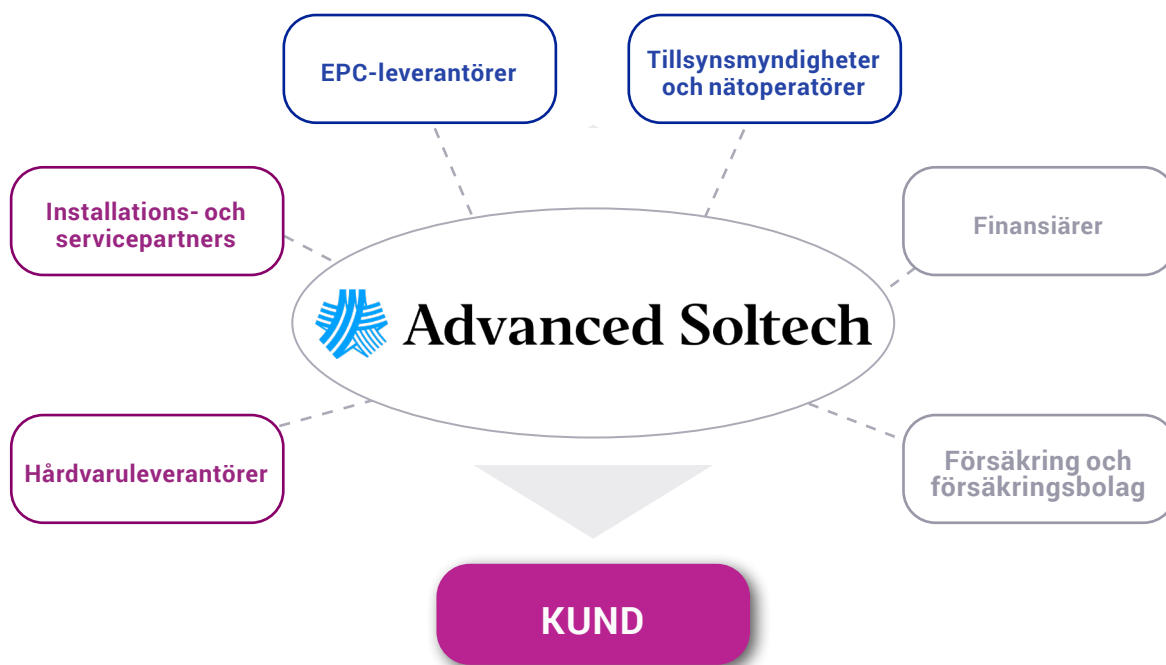 EPC-leverantörer
Tillsynsmyndigheter
och nätoperatörer
Installations- och
servicepartners
Finansiärer
Advanced Soltech
Hårdvaruleverantörer
Försäkring och
försäkringsbolag
KUND